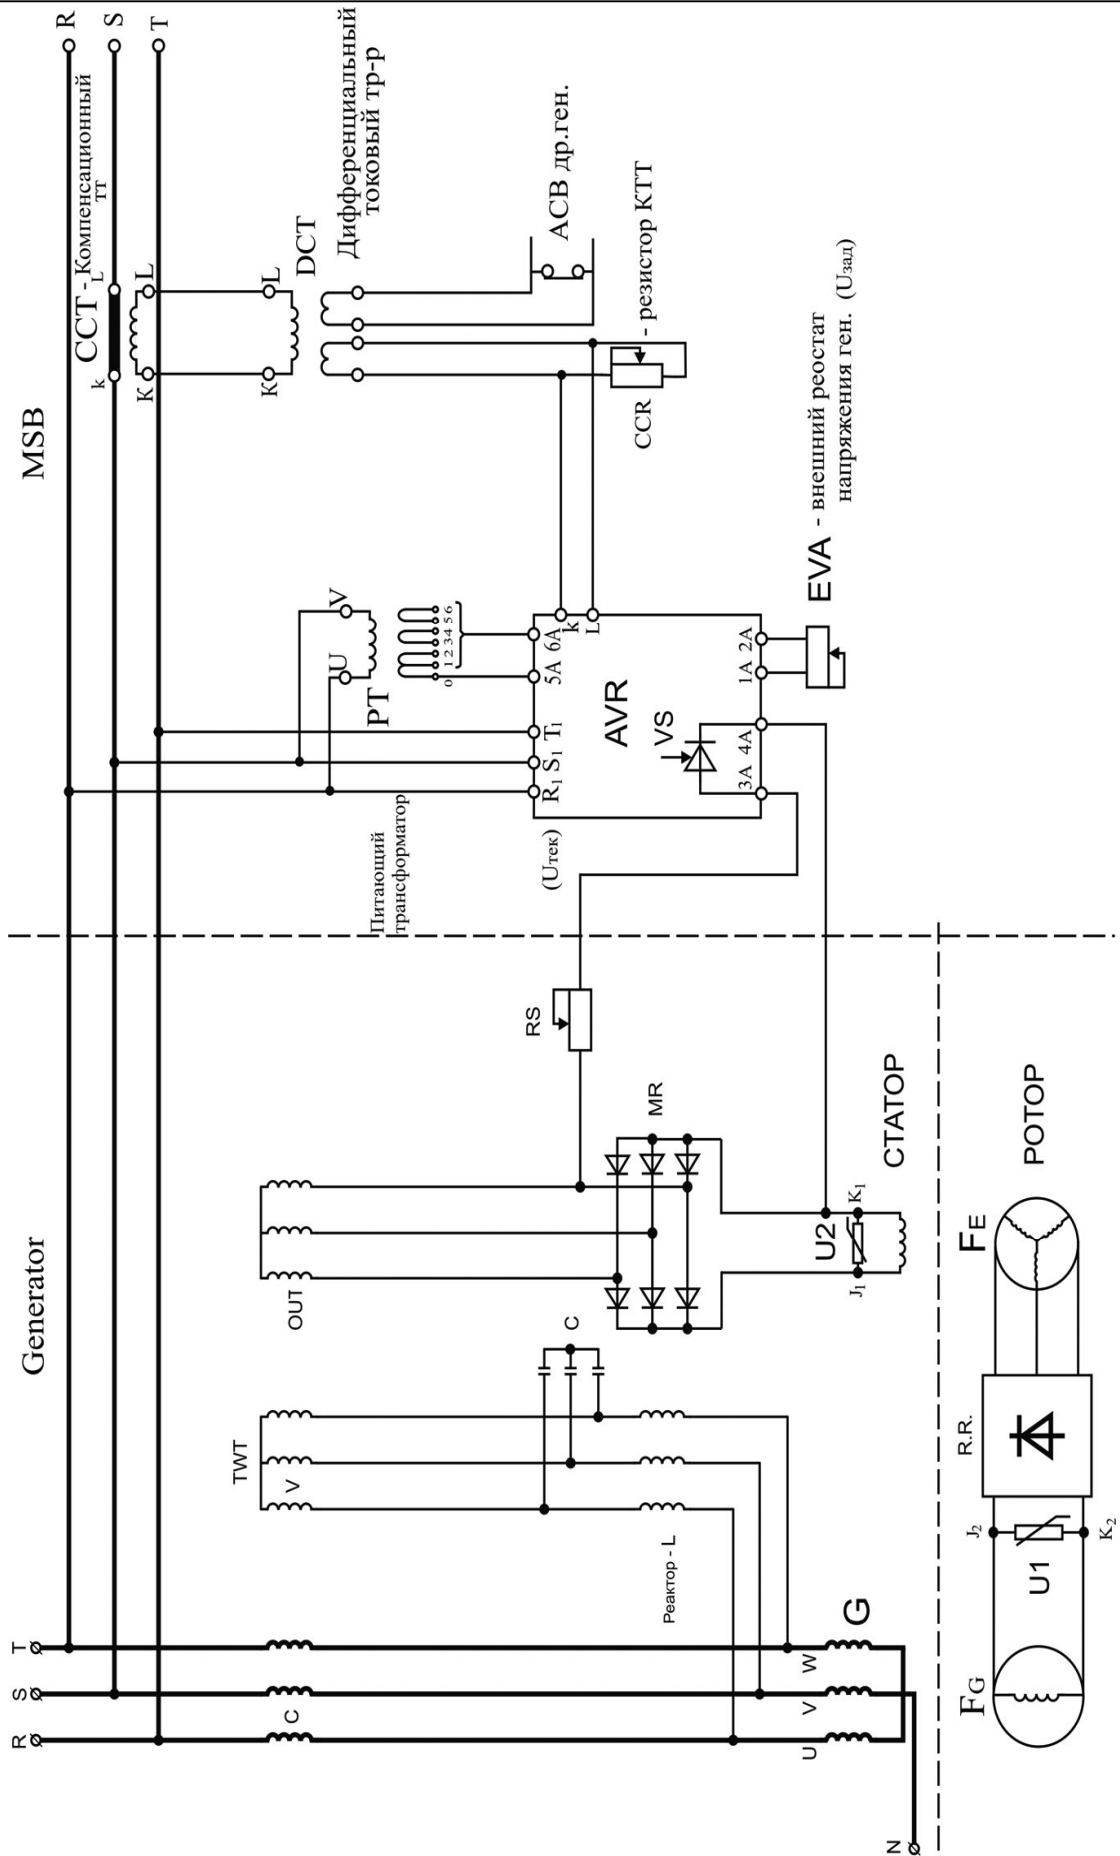 Generator
MSB
R
S
T
R
S
T
N
C
U
V
W
G
TWT
V
Реактор - L
C
OUT
MR
RS
U2
J1
K1
СТАТОР
РОТОР
FG
U1
J2
K2
R.R.
FE
Питающий
трансформатор
(Uтек)
PT
U
V
0 1 2 3 4 5 6
R1 S1 T1 5A 6A
k
L
AVR
VS
3A 4A 1A 2A
EVA - внешний реостат
напряжения ген. (Uзад)
CCT - Компенсационный
ТТ
k
L
K
L
K
L
DCT
Дифференциальный
токовый тр-р
АСВ др.ген.
CCR
- резистор КТТ